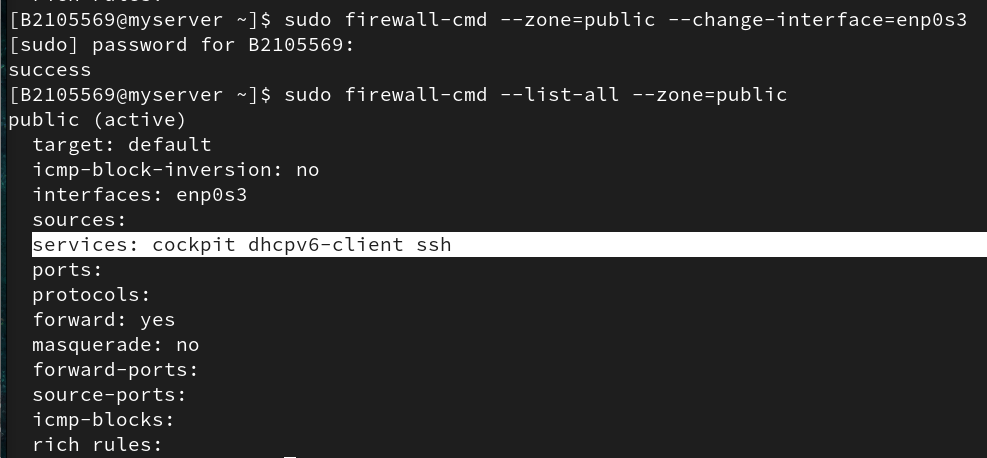 [B2105569@myserver ~]$ sudo firewall-cmd --zone=public --change-interface=enp0s3
[sudo] password for B2105569:
success
[B2105569@myserver ~]$ sudo firewall-cmd --list-all --zone=public
public (active)
  target: default
  icmp-block-inversion: no
  interfaces: enp0s3
  sources:
  services: cockpit dhcpv6-client ssh
  ports:
  protocols:
  forward: yes
  masquerade: no
  forward-ports:
  source-ports:
  icmp-blocks:
  rich rules: